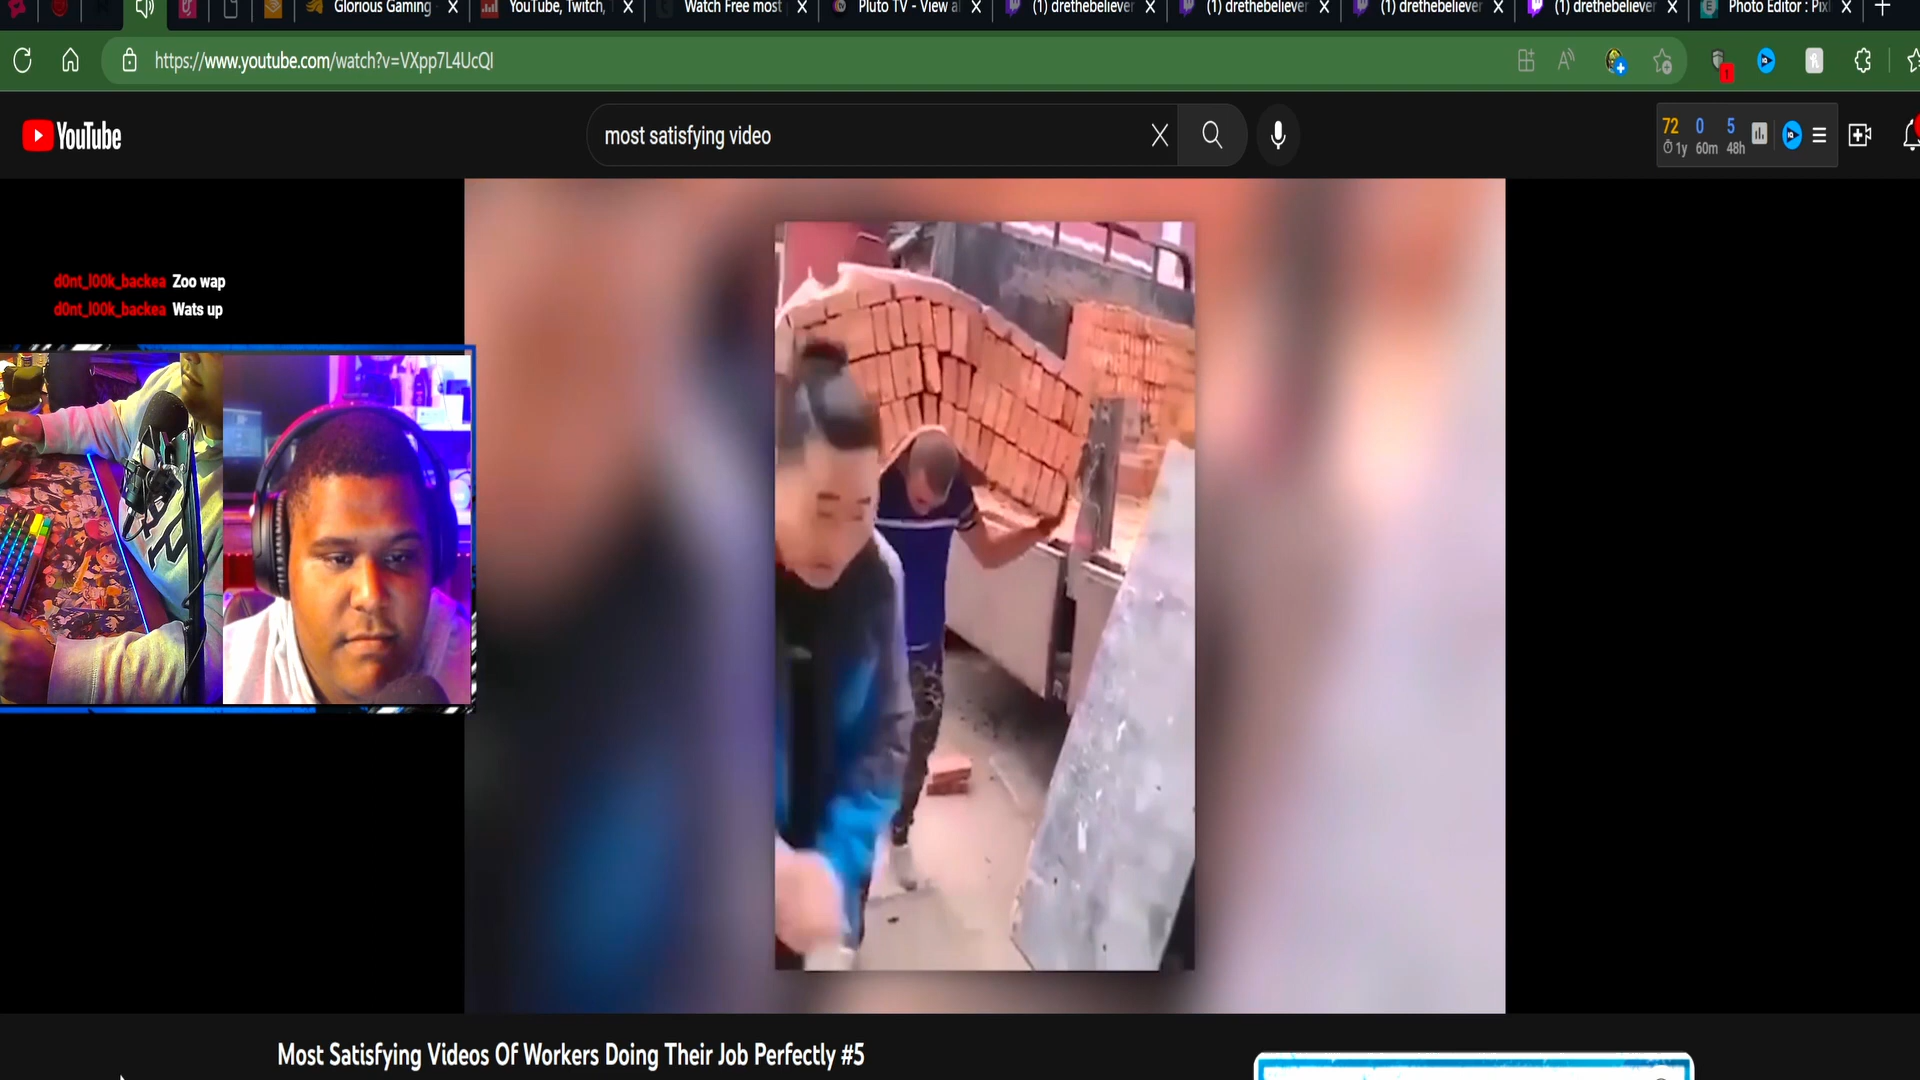 Glorious Gaming
YouTube, Twitch,
Watch Free most
Pluto TV - View a
(1) drethebeliever
(1) drethebeliever
(1) drethebeliever
(1) drethebeliever
Photo Editor : Pixl
https://www.youtube.com/watch?v=VXpp7L4UcQI
YouTube
most satisfying video
72 0 5
1y 60m 48h
d0nt_l00k_backea Zoo wap
d0nt_l00k_backea Wats up
Most Satisfying Videos Of Workers Doing Their Job Perfectly #5